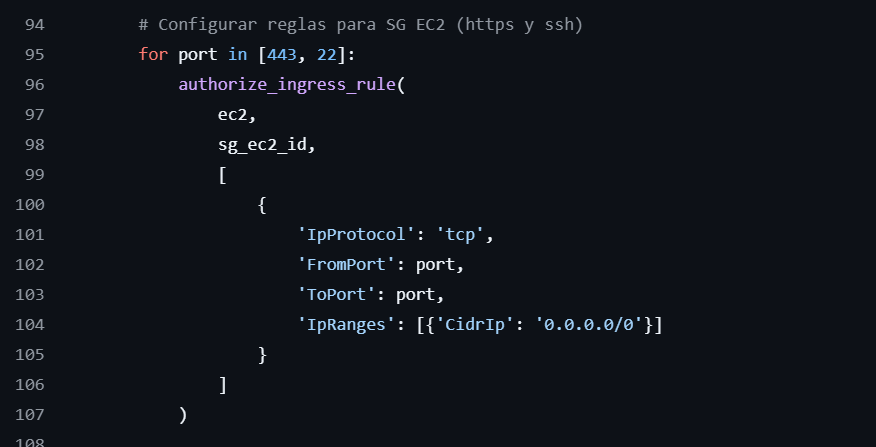 94 # Configurar reglas para SG EC2 (https y ssh)
95 for port in [443, 22]:
96 authorize_ingress_rule(
97 ec2,
98 sg_ec2_id,
99 [
100 {
101 'IpProtocol': 'tcp',
102 'FromPort': port,
103 'ToPort': port,
104 'IpRanges': [{'CidrIp': '0.0.0.0/0'}]
105 }
106 ]
107 )
108